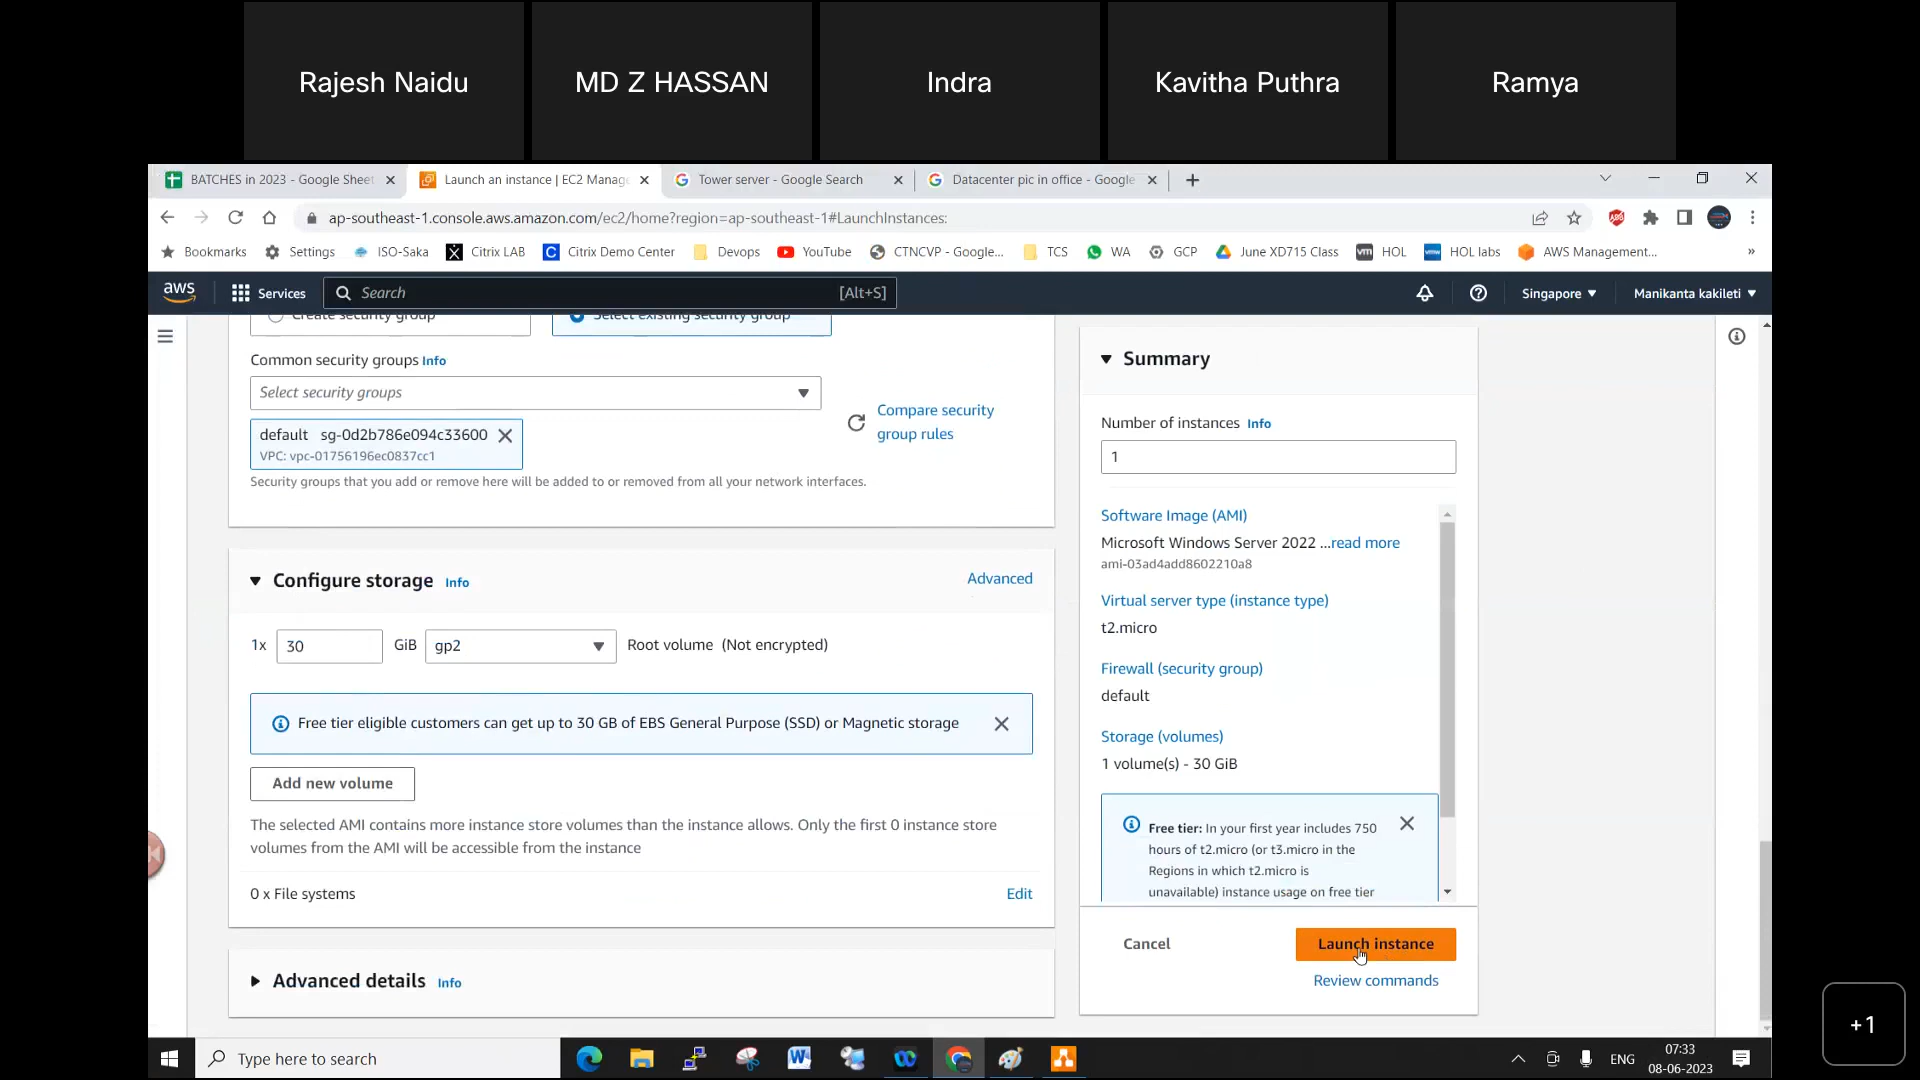 Rajesh Naidu
MD Z HASSAN
Indra
Kavitha Puthra
Ramya
BATCHES in 2023 - Google Sheet
Launch an instance | EC2 Manag
Tower server - Google Search
Datacenter pic in office - Google
ap-southeast-1.console.aws.amazon.com/ec2/home?region=ap-southeast-1#LaunchInstances:
Bookmarks
Settings
ISO-Saka
Citrix LAB
Citrix Demo Center
Devops
YouTube
CTNCVP - Google...
TCS
WA
GCP
June XD715 Class
HOL
HOL labs
AWS Management...
»
aws
Services
Search
[Alt+S]
Singapore
Manikanta kakileti
Create security group
Select existing security group
Common security groups Info
Select security groups
default sg-0d2b786e094c33600
VPC: vpc-01756196ec0837cc1
Compare security
group rules
Security groups that you add or remove here will be added to or removed from all your network interfaces.
Configure storage Info
Advanced
1x 30 GiB gp2 Root volume (Not encrypted)
Free tier eligible customers can get up to 30 GB of EBS General Purpose (SSD) or Magnetic storage
Add new volume
The selected AMI contains more instance store volumes than the instance allows. Only the first 0 instance store
volumes from the AMI will be accessible from the instance
0 x File systems
Edit
Advanced details Info
Summary
Number of instances Info
1
Software Image (AMI)
Microsoft Windows Server 2022 ...read more
ami-03ad4add8602210a8
Virtual server type (instance type)
t2.micro
Firewall (security group)
default
Storage (volumes)
1 volume(s) - 30 GiB
Free tier: In your first year includes 750
hours of t2.micro (or t3.micro in the
Regions in which t2.micro is
unavailable) instance usage on free tier
Cancel
Launch instance
Review commands
+1
Type here to search
ENG
07:33
08-06-2023